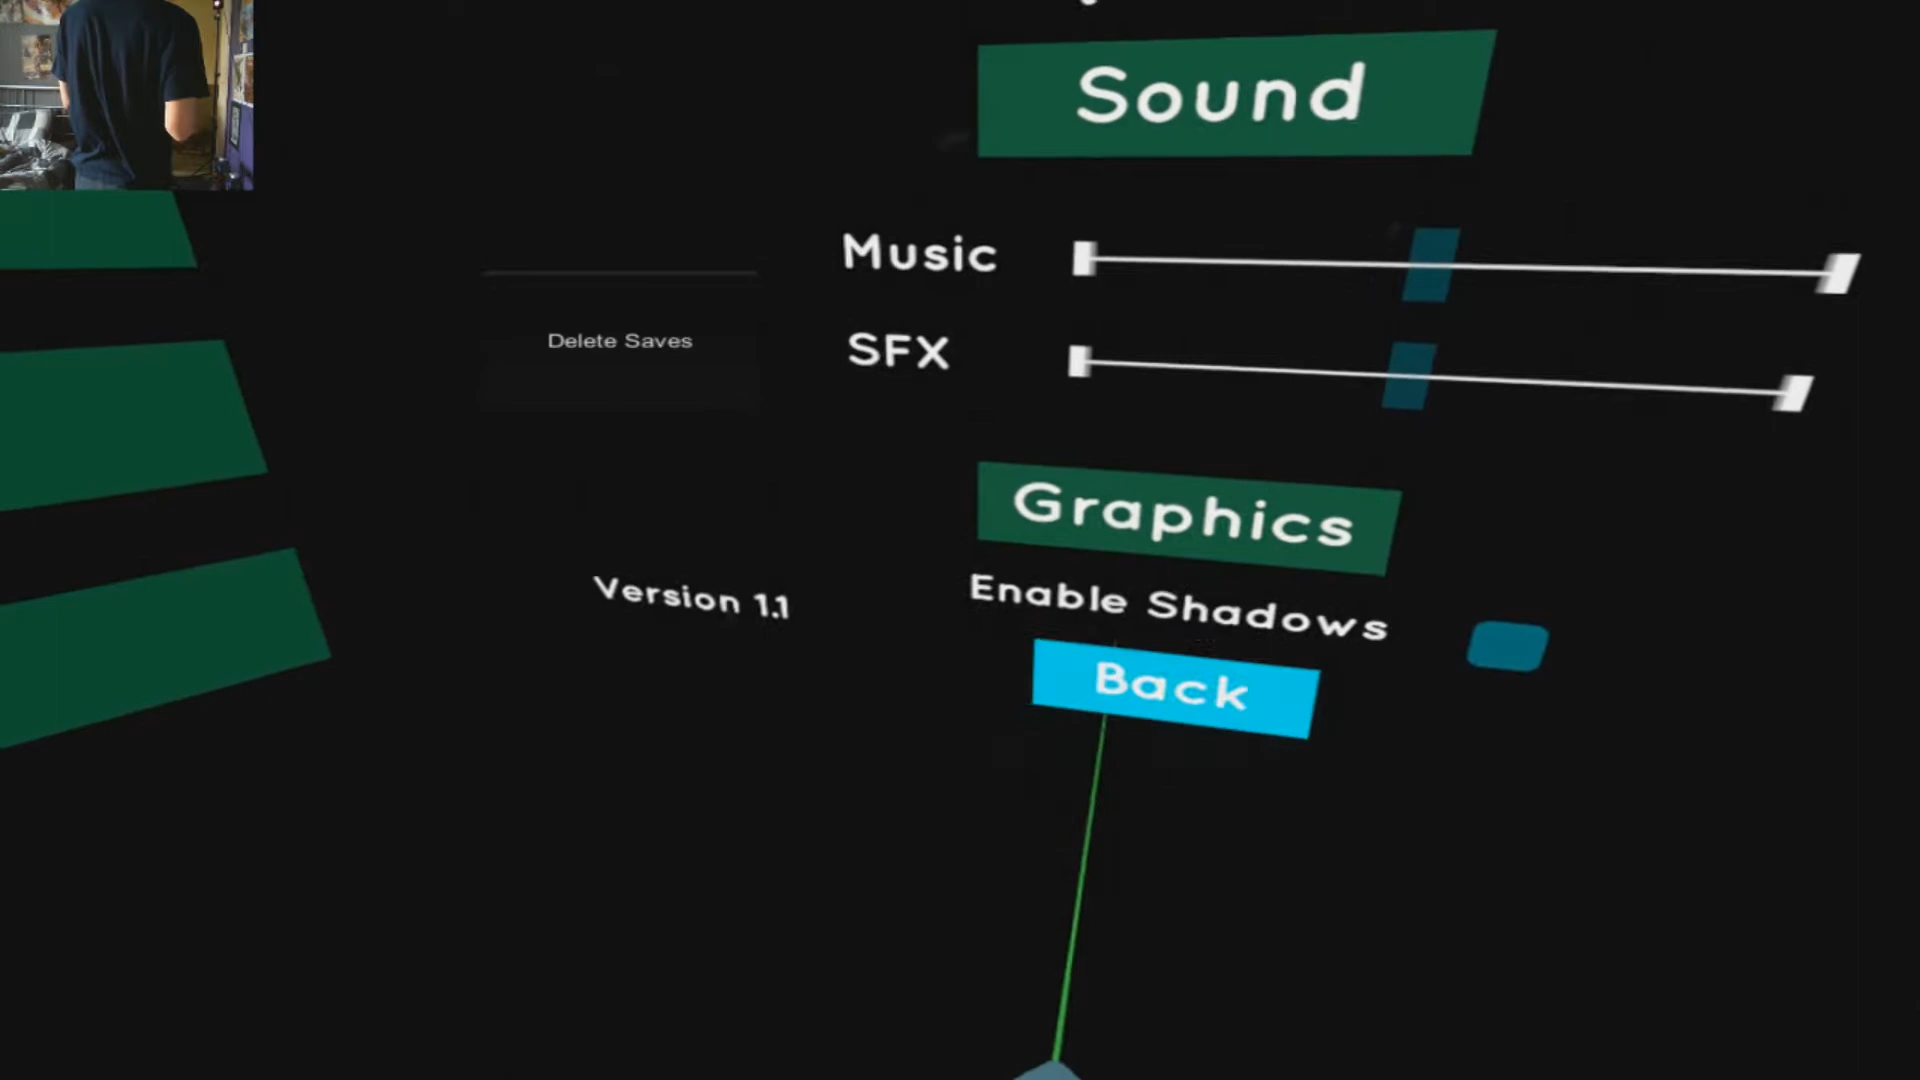 Sound
Music
SFX
Delete Saves
Graphics
Version 1.1
Enable Shadows
Back